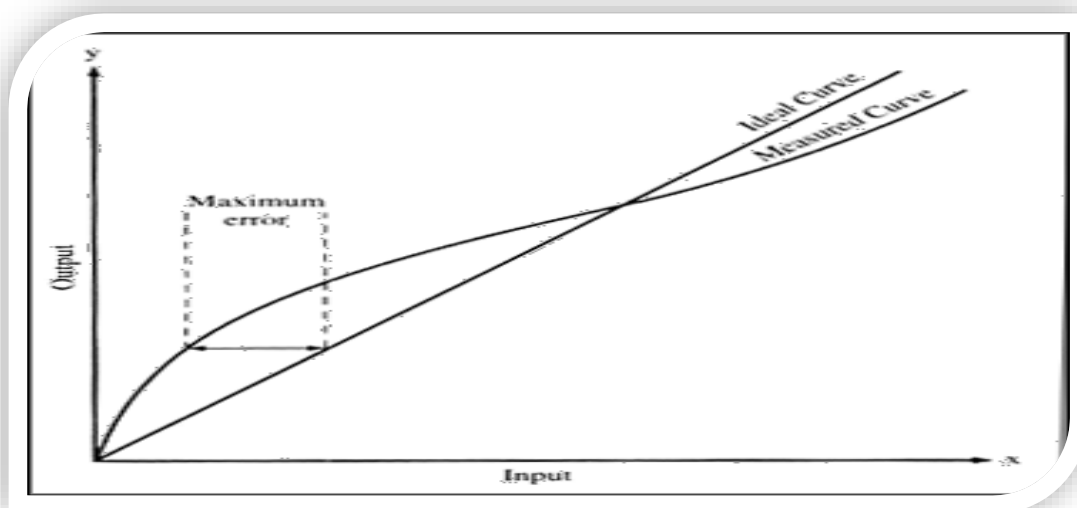 y
Ideal Curve
Measured Curve
Maximum
error
Output
Input
x